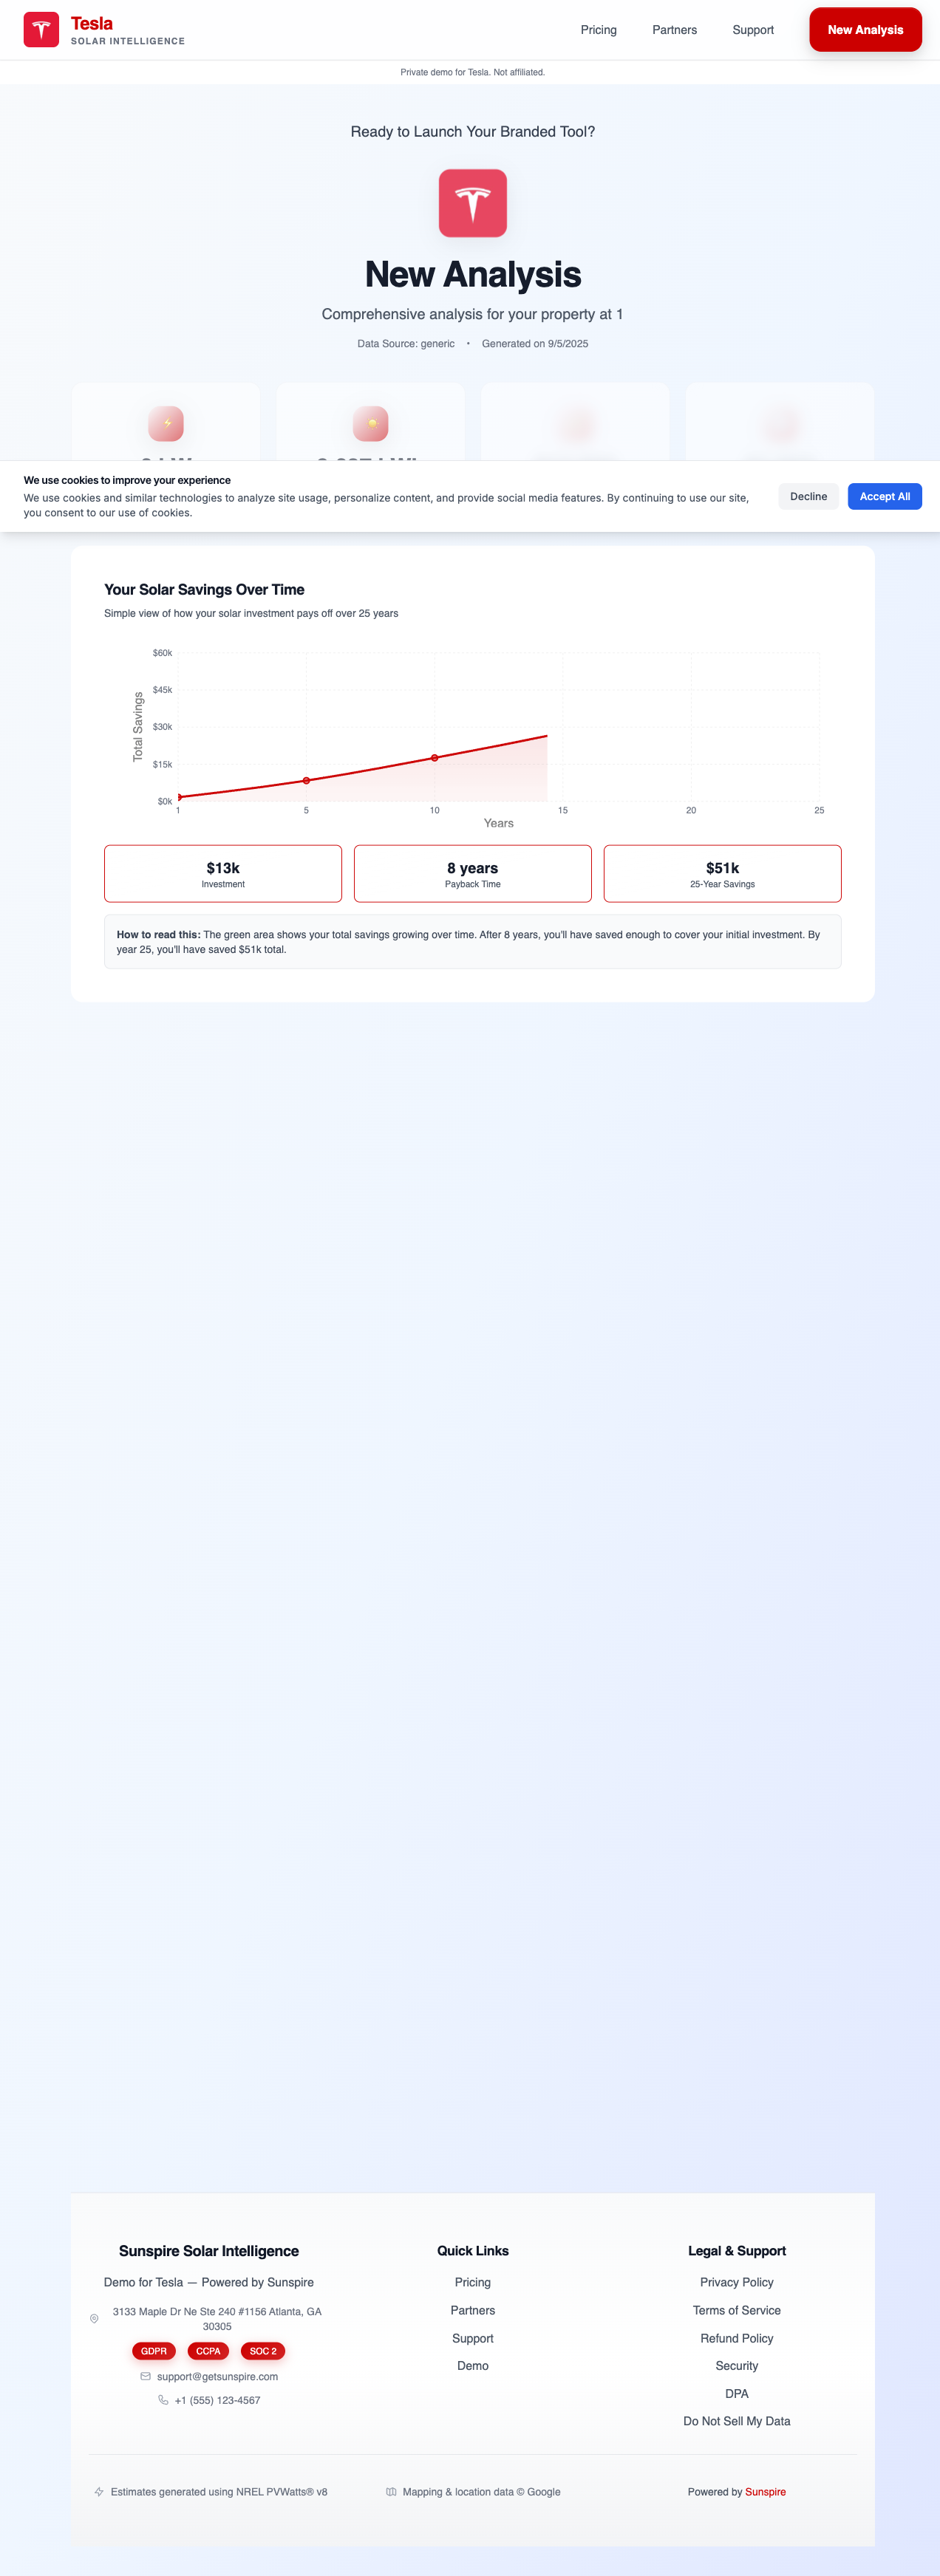 Tesla
SOLAR INTELLIGENCE
Pricing
Partners
Support
New Analysis
Private demo for Tesla. Not affiliated.
Ready to Launch Your Branded Tool?
New Analysis
Comprehensive analysis for your property at 1
Data Source: generic • Generated on 9/5/2025
We use cookies to improve your experience
We use cookies and similar technologies to analyze site usage, personalize content, and provide social media features. By continuing to use our site,
you consent to our use of cookies.
Decline
Accept All
Your Solar Savings Over Time
Simple view of how your solar investment pays off over 25 years
Total Savings
$60k
$45k
$30k
$15k
$0k
1
5
10
15
20
25
Years
$13k
Investment
8 years
Payback Time
$51k
25-Year Savings
How to read this: The green area shows your total savings growing over time. After 8 years, you'll have saved enough to cover your initial investment. By
year 25, you'll have saved $51k total.
Sunspire Solar Intelligence
Demo for Tesla — Powered by Sunspire
3133 Maple Dr Ne Ste 240 #1156 Atlanta, GA
30305
GDPR
CCPA
SOC 2
support@getsunspire.com
+1 (555) 123-4567
Quick Links
Pricing
Partners
Support
Demo
Legal & Support
Privacy Policy
Terms of Service
Refund Policy
Security
DPA
Do Not Sell My Data
Estimates generated using NREL PVWatts® v8
Mapping & location data © Google
Powered by Sunspire